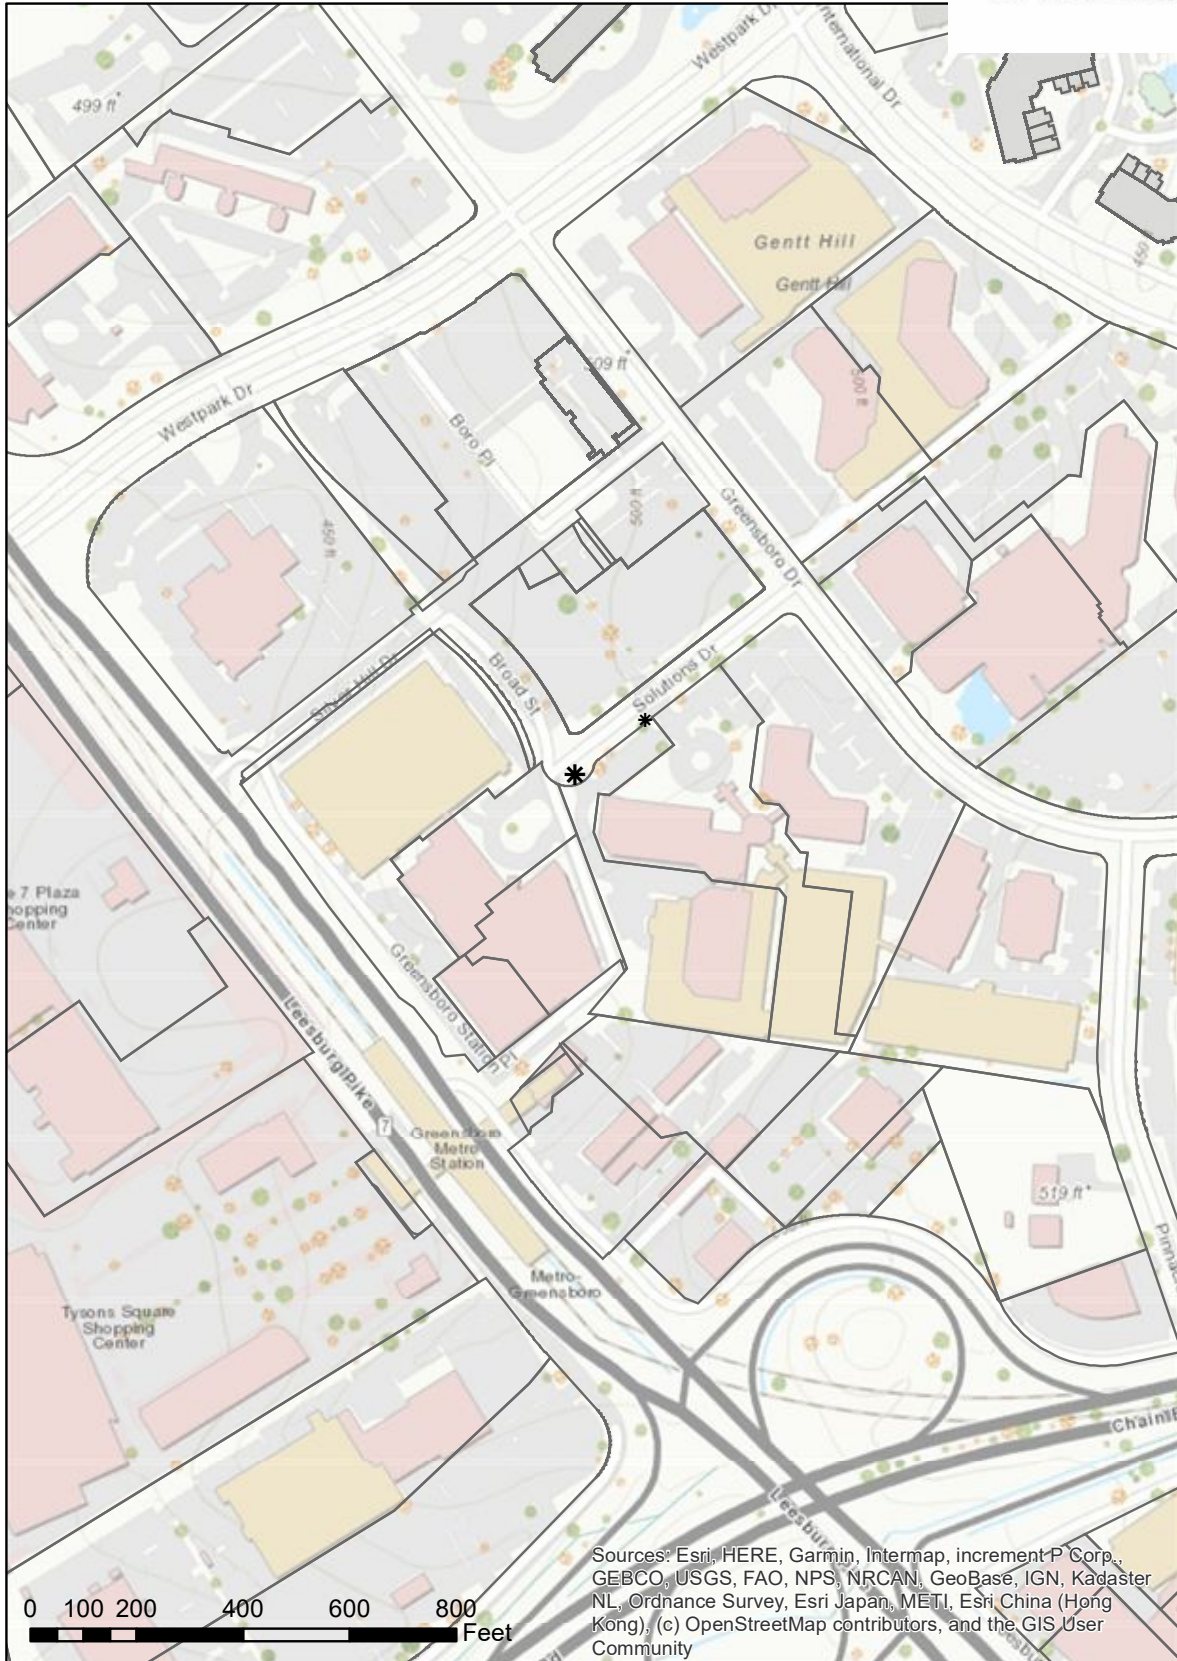 Westpark Dr
International Dr
499 ft
Gentt Hill
Gentt Hill
450
509 ft
500 ft
Westpark Dr
Boro Pl
500 ft
Greensboro Dr
450 ft
Broad St
Solutions Dr
Silver Hill Dr
e 7 Plaza
hopping
Center
Greensboro Station Pl
Leesburg Pike
7
Greensboro
Metro
Station
519 ft
Metro-
Greensboro
Tysons Square
Shopping
Center
Leesburg
Sources: Esri, HERE, Garmin, Intermap, increment P Corp.,
GEBCO, USGS, FAO, NPS, NRCAN, GeoBase, IGN, Kadaster
NL, Ordnance Survey, Esri Japan, METI, Esri China (Hong
Kong), (c) OpenStreetMap contributors, and the GIS User
Community
0 100 200 400 600 800
Feet